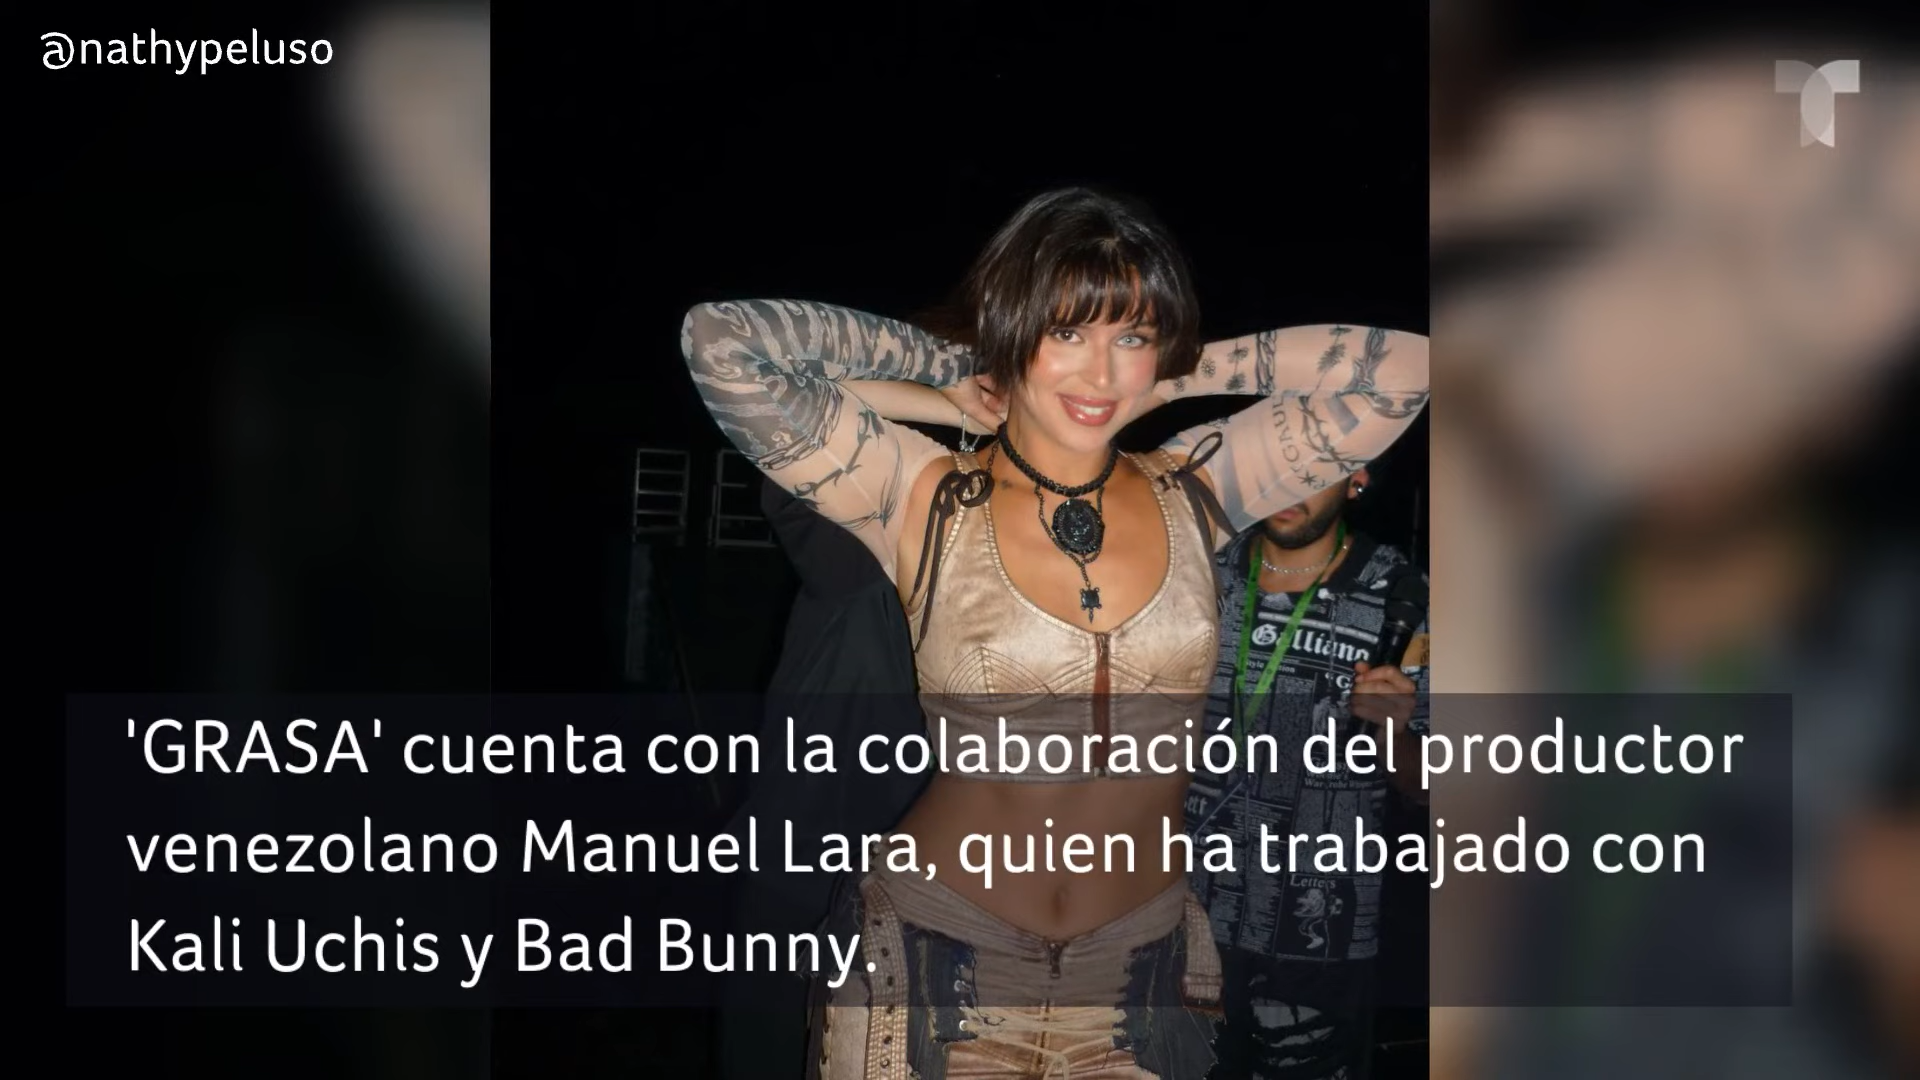 @nathypeluso
Galliano
'GRASA' cuenta con la colaboración del productor
venezolano Manuel Lara, quien ha trabajado con
Kali Uchis y Bad Bunny.
Letters